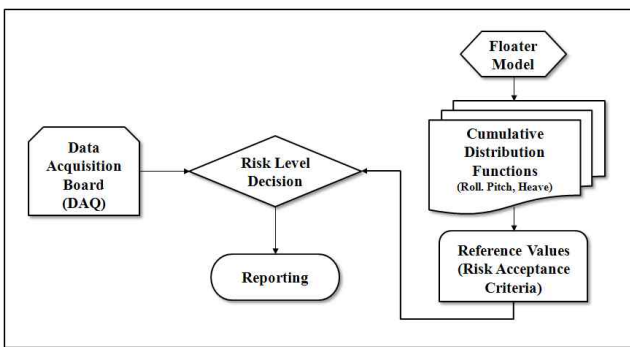 Floater
Model
Cumulative
Distribution
Functions
(Roll. Pitch, Heave)
Data
Acquisition
Board
(DAQ)
Risk Level
Decision
Reference Values
(Risk Acceptance
Criteria)
Reporting